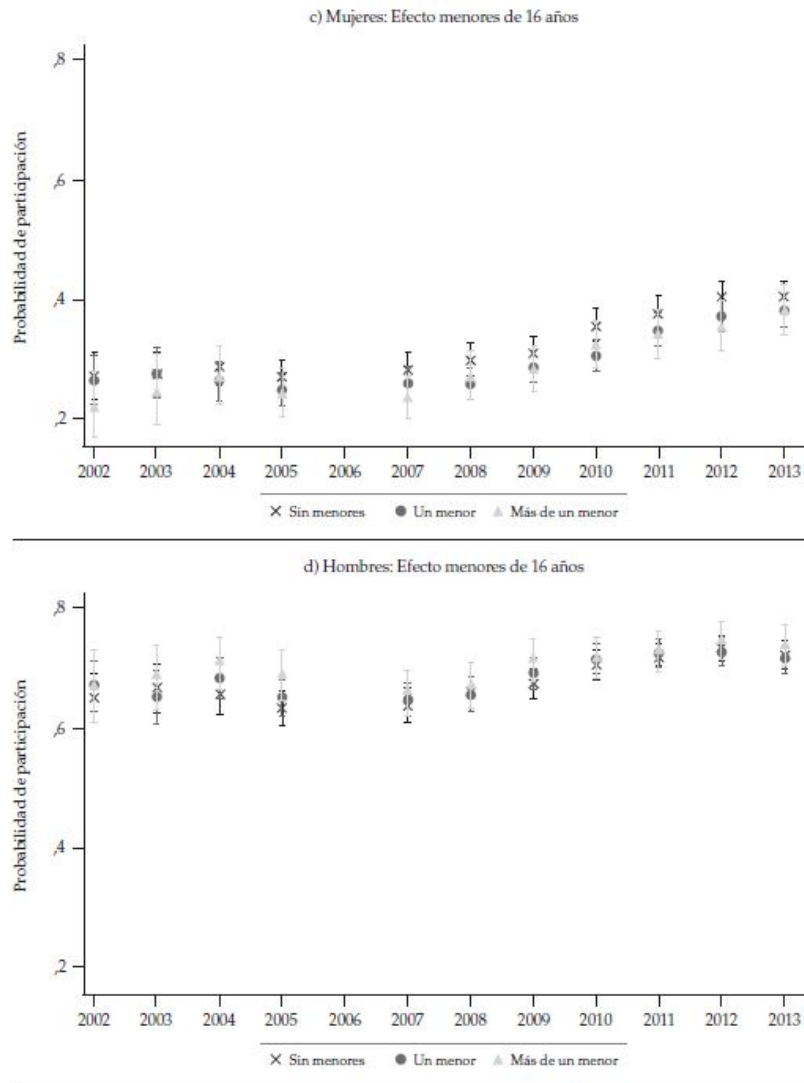 c) Mujeres: Efecto menores de 16 años
Probabilidad de participación
,8
,6
,4
,2
2002 2003 2004 2005 2006 2007 2008 2009 2010 2011 2012 2013
Sin menores Un menor Más de un menor
d) Hombres: Efecto menores de 16 años
Probabilidad de participación
,8
,6
,4
,2
2002 2003 2004 2005 2006 2007 2008 2009 2010 2011 2012 2013
Sin menores Un menor Más de un menor